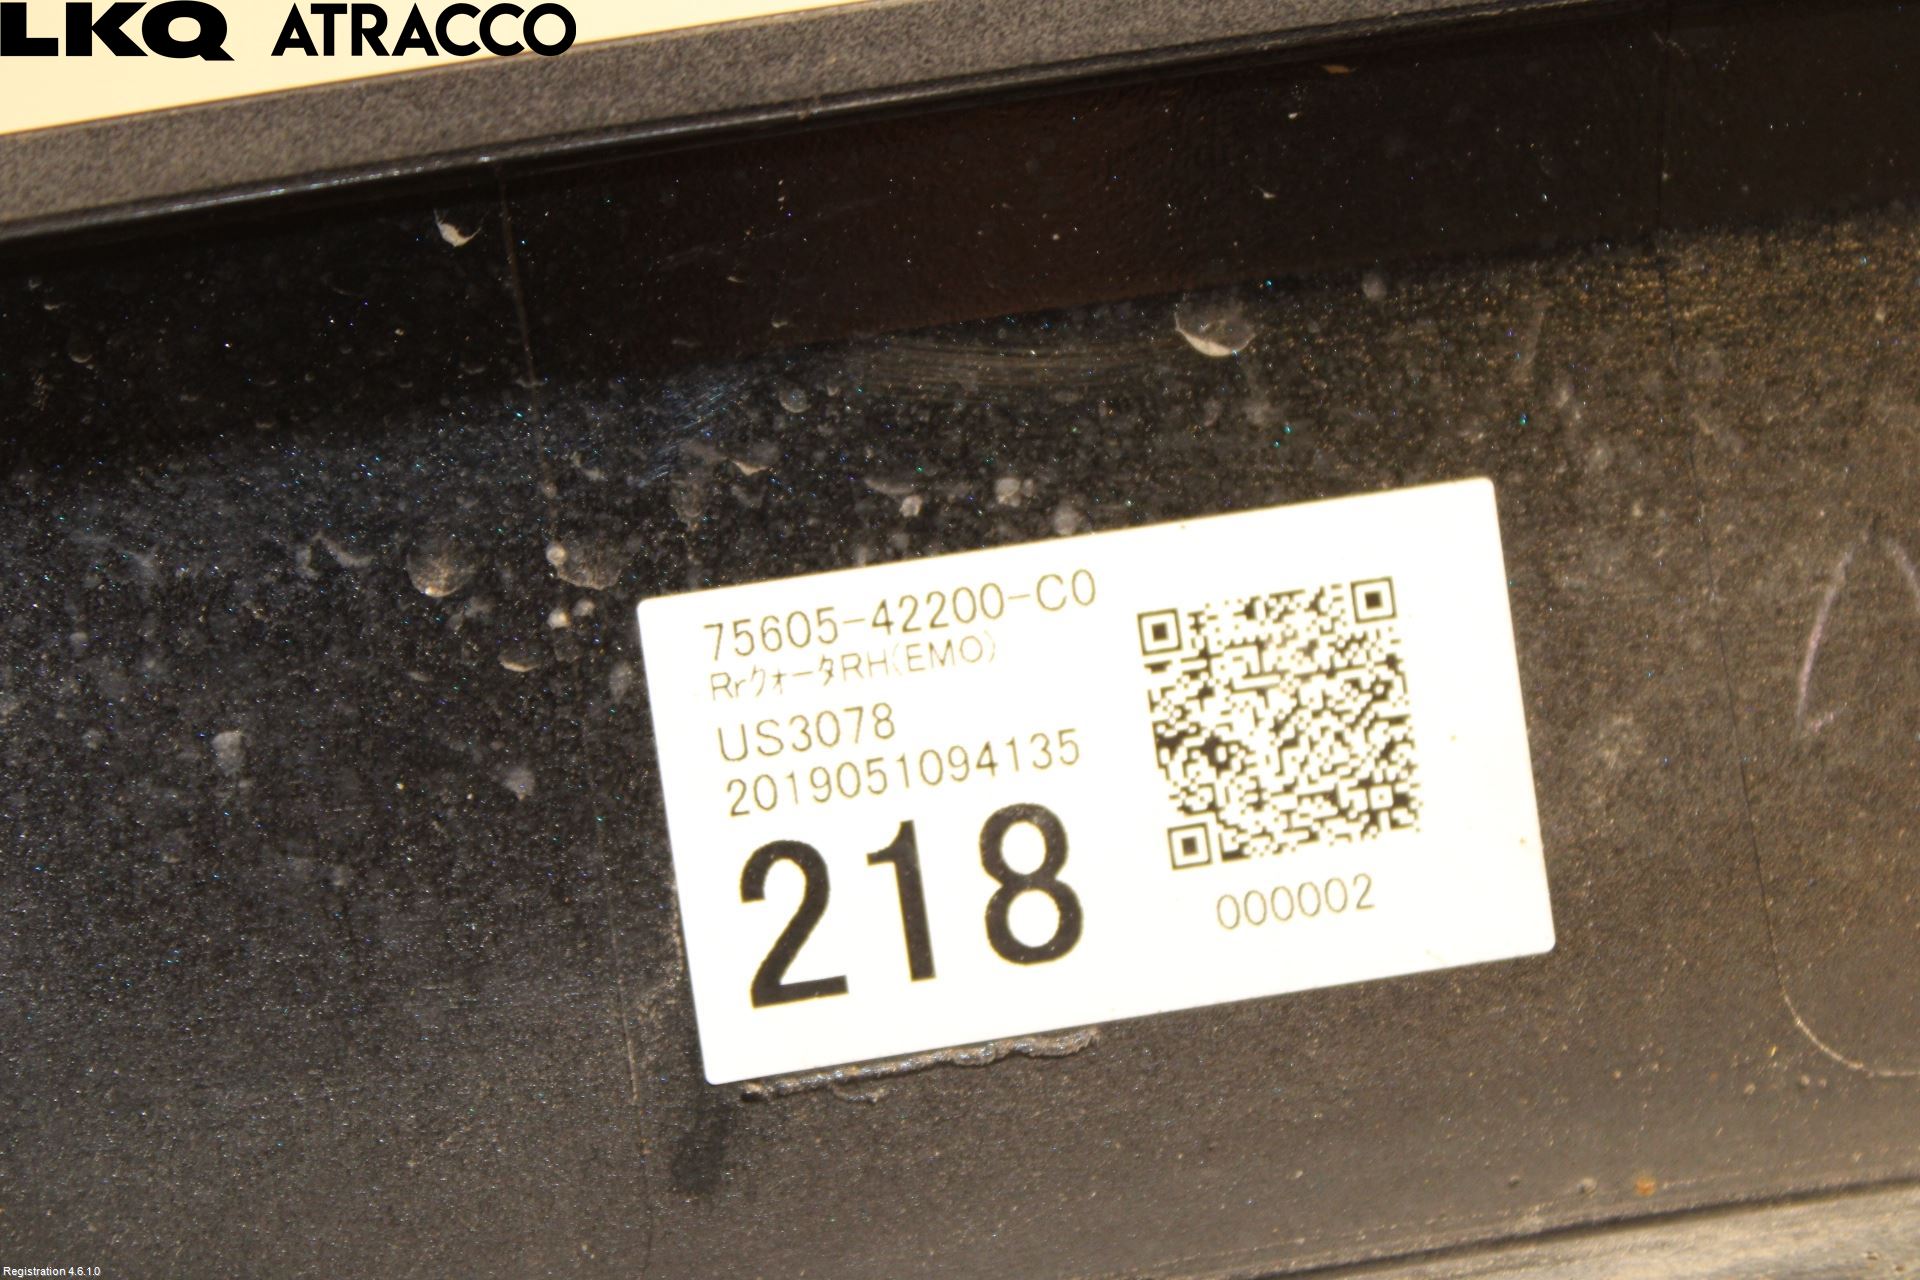 LKQ ATRACCO
75605-42200-C0
RrｸｫｰﾀRH(EMO)
US3078
2019051094135
218
000002
Registration 4.6.1.0